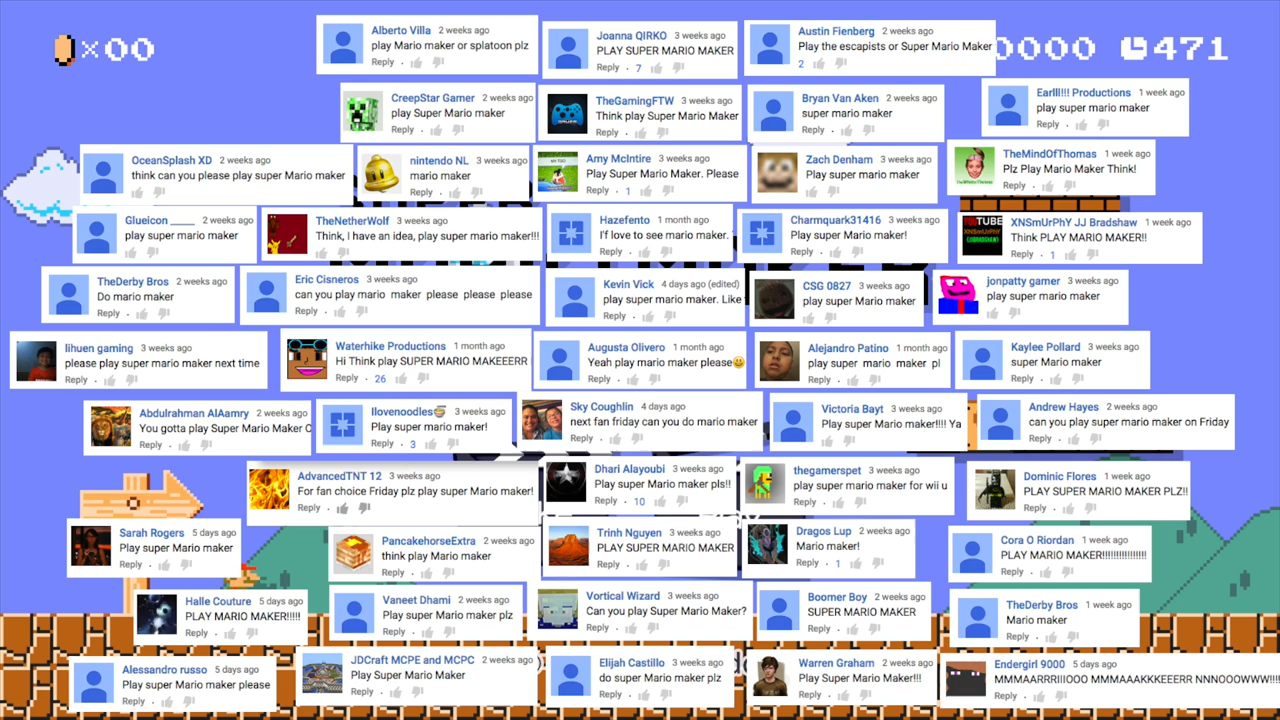 ×00
0000 471
Alberto Villa 2 weeks ago
play Mario maker or splatoon plz
Reply ·
Joanna QIRKO 3 weeks ago
PLAY SUPER MARIO MAKER
Reply · 7
Austin Fienberg 2 weeks ago
Play the escapists or Super Mario Maker
2
CreepStar Gamer 2 weeks ago
play Super Mario maker
Reply ·
TheGamingFTW 3 weeks ago
Think play Super Mario Maker
Reply ·
Bryan Van Aken 2 weeks ago
super mario maker
Reply ·
Earlll!!! Productions 1 week ago
play super mario maker
Reply ·
OceanSplash XD 2 weeks ago
think can you please play super mario maker
nintendo NL 3 weeks ago
mario maker
Reply ·
Amy McIntire 3 weeks ago
Play Super Mario Maker. Please
Reply · 1
Zach Denham 2 weeks ago
Play super mario maker
TheMindOfThomas 1 week ago
Plz Play Mario Maker Think!
Reply ·
Glueicon ____ 2 weeks ago
play super mario maker
TheNetherWolf 3 weeks ago
Think, I have an idea, play super mario maker!!!
Hazefento 1 month ago
I'f love to see mario maker.
Reply ·
Charmquark31416 3 weeks ago
Play super Mario maker!
Reply ·
XNSmUrPhY JJ Bradshaw 1 week ago
Think PLAY MARIO MAKER!!
Reply · 1
TheDerby Bros 2 weeks ago
Do mario maker
Reply ·
Eric Cisneros 3 weeks ago
can you play mario maker please please please
Reply ·
Kevin Vick 4 days ago (edited)
play super mario maker. Like
Reply ·
CSG 0827 3 weeks ago
play super Mario maker
Reply ·
jonpatty gamer 3 weeks ago
play super mario maker
lihuen gaming 3 weeks ago
please play super mario maker next time
Reply ·
Waterhike Productions 1 month ago
Hi Think play SUPER MARIO MAKEEERR
Reply · 26
Augusta Olivero 1 month ago
Yeah play mario maker please😀
Reply ·
Alejandro Patino 1 month ago
play super mario maker pl
Reply ·
Kaylee Pollard 3 weeks ago
super Mario maker
Reply ·
Abdulrahman AlAamry 2 weeks ago
You gotta play Super Mario Maker
Reply ·
Ilovenoodles🍜 3 weeks ago
Play super mario maker!
Reply · 3
Sky Coughlin 4 days ago
next fan friday can you do mario maker
Reply ·
Victoria Bayt 3 weeks ago
Play super Mario maker!!!! Ya
Andrew Hayes 2 weeks ago
can you play super mario maker on Friday
Reply ·
AdvancedTNT 12 3 weeks ago
For fan choice Friday plz play super Mario maker!
Reply ·
Dhari Alayoubi 3 weeks ago
Play super Mario maker pls!!
Reply · 10
thegamerspet 3 weeks ago
play super mario maker for wii u
Reply ·
Dominic Flores 1 week ago
PLAY SUPER MARIO MAKER PLZ!!
Reply ·
Sarah Rogers 5 days ago
Play super Mario maker
Reply ·
PancakehorseExtra 2 weeks ago
think play Mario maker
Reply ·
Trinh Nguyen 3 weeks ago
PLAY SUPER MARIO MAKER
Reply ·
Dragos Lup 2 weeks ago
Mario maker!
Reply · 1
Cora O Riordan 1 week ago
PLAY MARIO MAKER!!!!!!!!!!!!!!!!!
Reply ·
Halle Couture 5 days ago
PLAY MARIO MAKER!!!!!
Reply ·
Vaneet Dhami 2 weeks ago
Play super Mario maker plz
Reply ·
Vortical Wizard 3 weeks ago
Can you play Super Mario Maker?
Reply ·
Boomer Boy 2 weeks ago
SUPER MARIO MAKER
Reply ·
TheDerby Bros 1 week ago
Mario maker
Reply ·
Alessandro russo 5 days ago
Play super Mario maker please
Reply ·
JDCraft MCPE and MCPC 2 weeks ago
Play Super Mario Maker
Reply ·
Elijah Castillo 3 weeks ago
do super maker plz
Reply ·
Warren Graham 2 weeks ago
Play Super Mario Maker!!!
Reply ·
Endergirl 9000 5 days ago
MMMAARRRIIIOOO MMMAAAKKKEEERR NNNOOOWWW!!!!
Reply ·